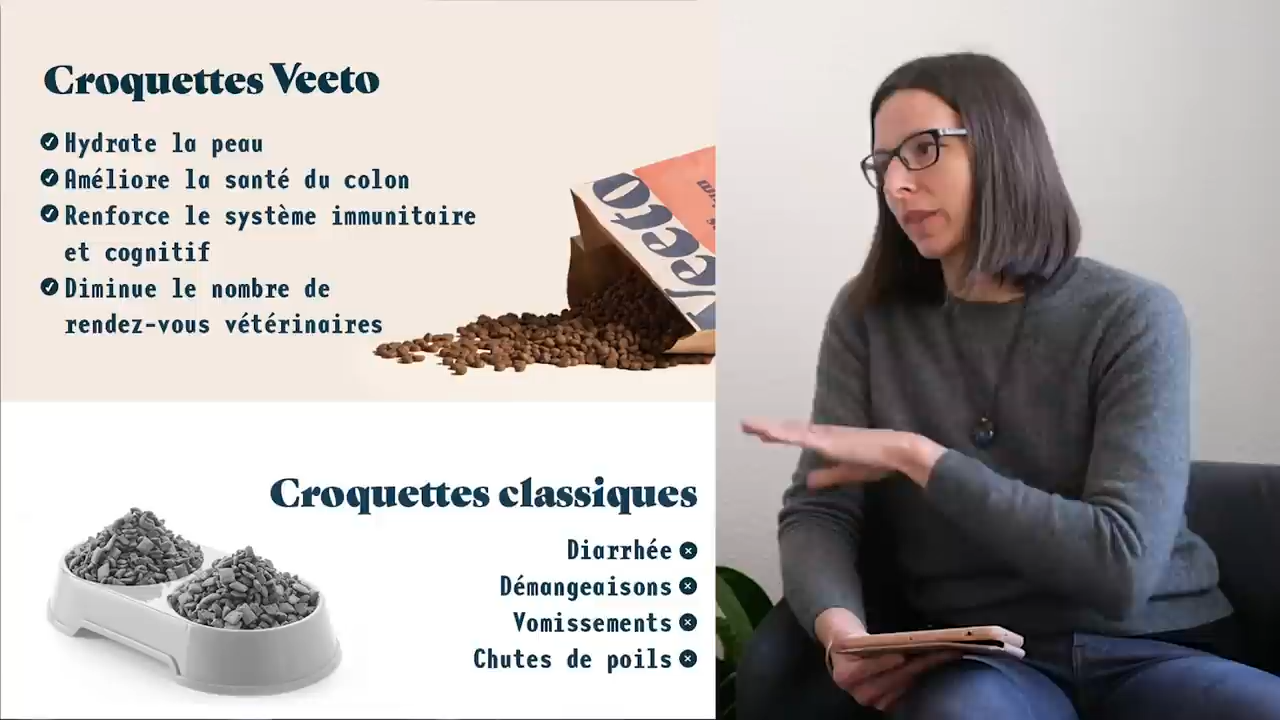 Croquettes Veeto
Hydrate la peau
Améliore la santé du colon
Renforce le système immunitaire
et cognitif
Diminue le nombre de
rendez-vous vétérinaires
Veeto
Croquettes classiques
Diarrhée
Démangeaisons
Vomissements
Chutes de poils